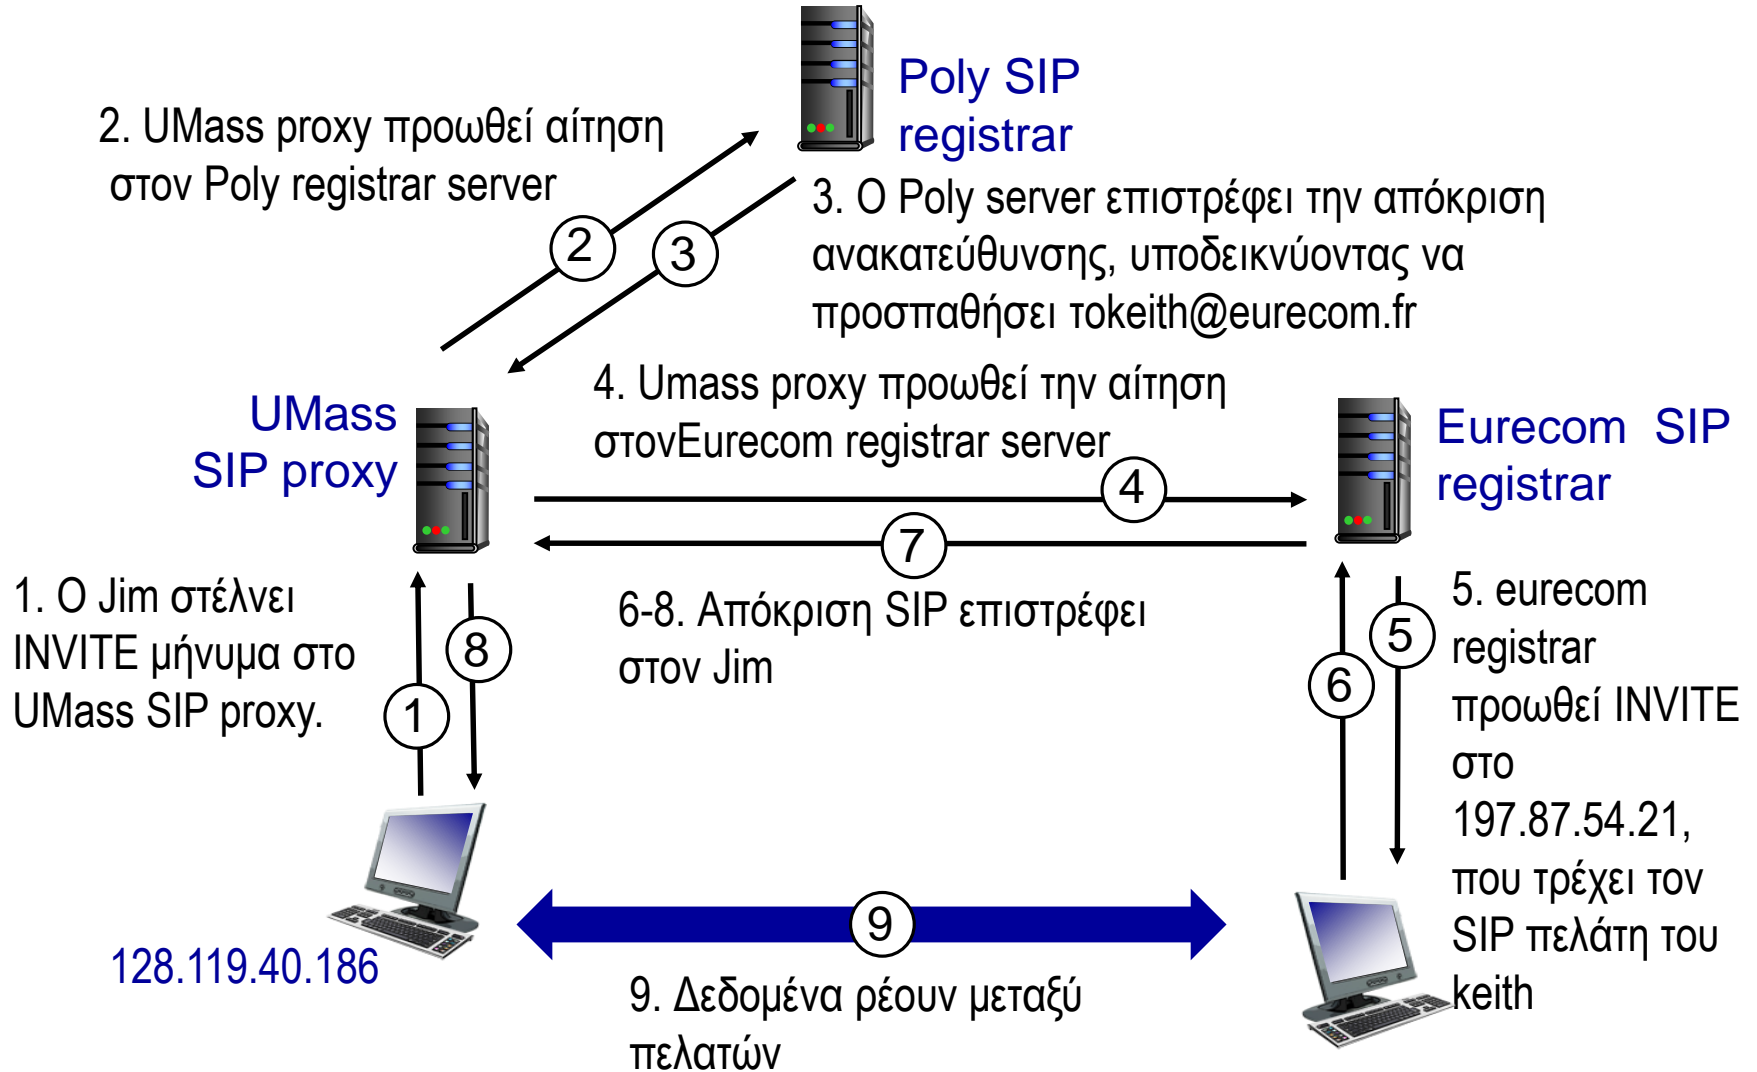 Poly SIP
registrar
2. UMass proxy προωθεί αίτηση
στον Poly registrar server
2
3
3. Ο Poly server επιστρέφει την απόκριση
ανακατεύθυνσης, υποδεικνύοντας να
προσπαθήσει τοkeith@eurecom.fr
UMass
SIP proxy
4. Umass proxy προωθεί την αίτηση
στονEurecom registrar server
4
Eurecom SIP
registrar
7
1. Ο Jim στέλνει
INVITE μήνυμα στο
UMass SIP proxy.
8
1
6-8. Απόκριση SIP επιστρέφει
στον Jim
5
6
5. eurecom
registrar
προωθεί INVITE
στο
197.87.54.21,
που τρέχει τον
SIP πελάτη του
keith
128.119.40.186
9
9. Δεδομένα ρέουν μεταξύ
πελατών